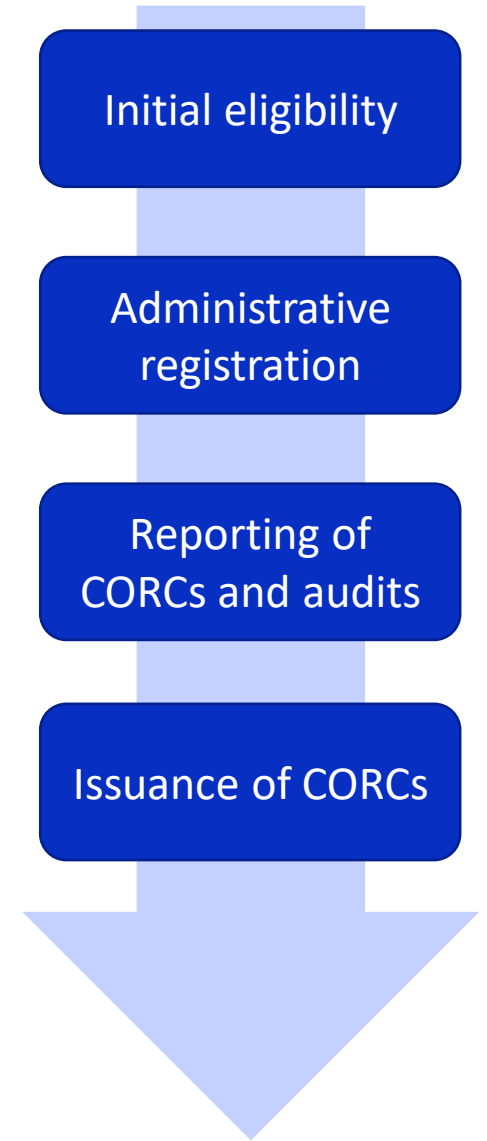 Initial eligibility
Administrative
registration
Reporting of
CORCs and audits
Issuance of CORCs